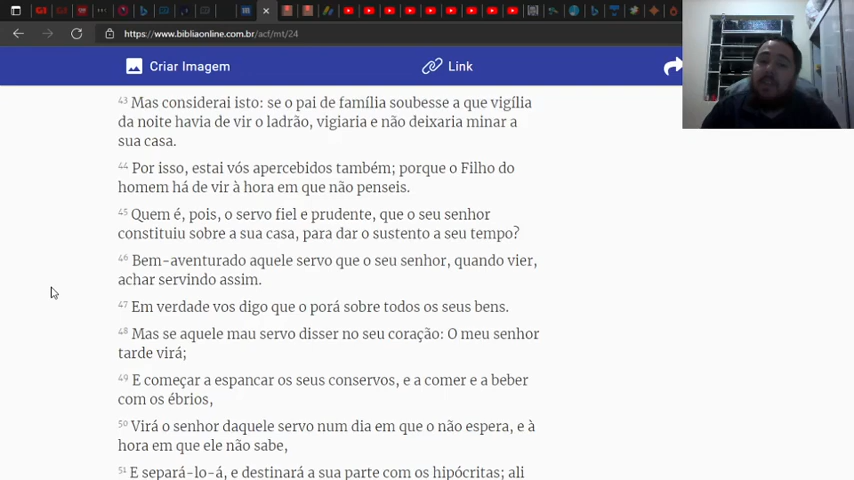 https://www.bibliaonline.com.br/acf/mt/24
Criar Imagem
Link
43 Mas considerai isto: se o pai de família soubesse a que vigília
da noite havia de vir o ladrão, vigiaria e não deixaria minar a
sua casa.
44 Por isso, estai vós apercebidos também; porque o Filho do
homem há de vir à hora em que não penseis.
45 Quem é, pois, o servo fiel e prudente, que o seu senhor
constituiu sobre a sua casa, para dar o sustento a seu tempo?
46 Bem-aventurado aquele servo que o seu senhor, quando vier,
achar servindo assim.
47 Em verdade vos digo que o porá sobre todos os seus bens.
48 Mas se aquele mau servo disser no seu coração: O meu senhor
tarde virá;
49 E começar a espancar os seus conservos, e a comer e a beber
com os ébrios,
50 Virá o senhor daquele servo num dia em que o não espera, e à
hora em que ele não sabe,
51 E separá-lo-á, e destinará a sua parte com os hipócritas; ali